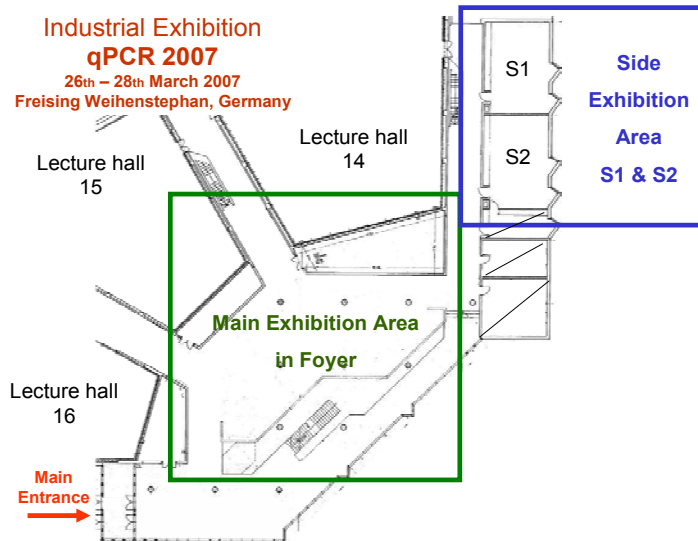 Industrial Exhibition
qPCR 2007
26th – 28th March 2007
Freising Weihenstephan, Germany
Lecture hall
15
Lecture hall
14
S1
S2
Side
Exhibition
Area
S1 & S2
Main Exhibition Area
in Foyer
Lecture hall
16
Main
Entrance